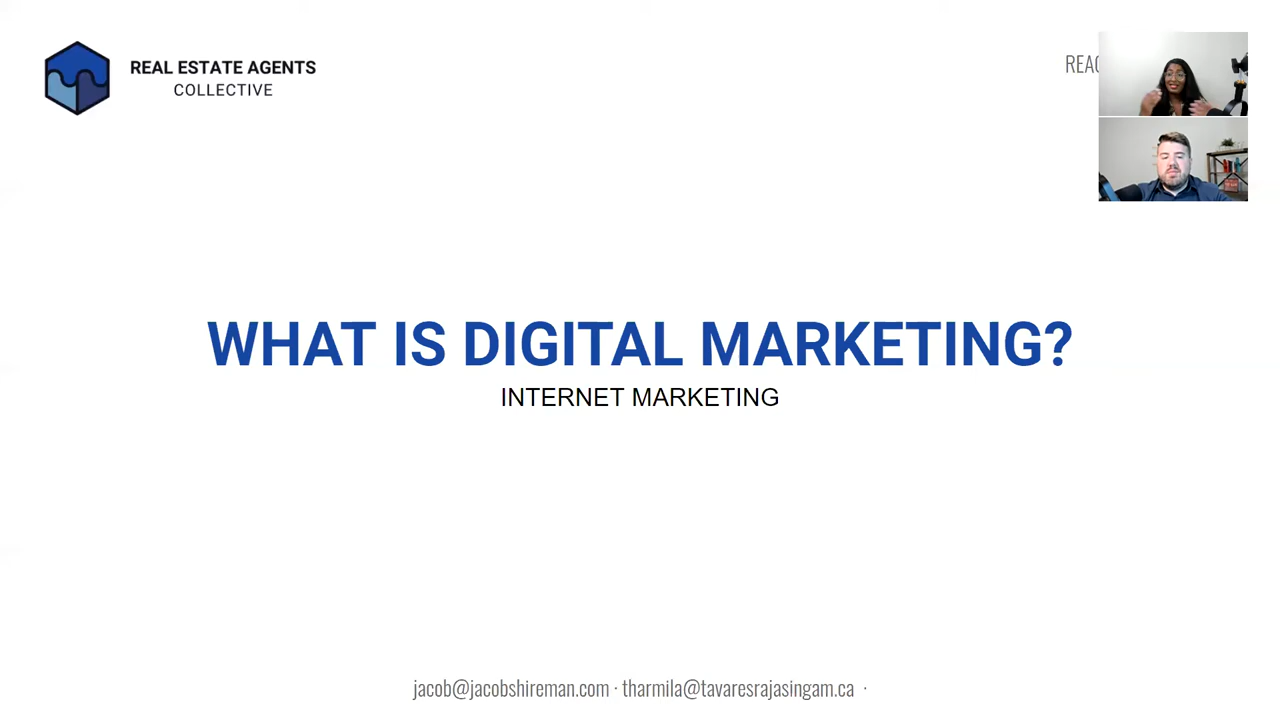 REAL ESTATE AGENTS
COLLECTIVE
WHAT IS DIGITAL MARKETING?
INTERNET MARKETING
jacob@jacobshireman.com · tharmila@tavaresrajasingam.ca ·